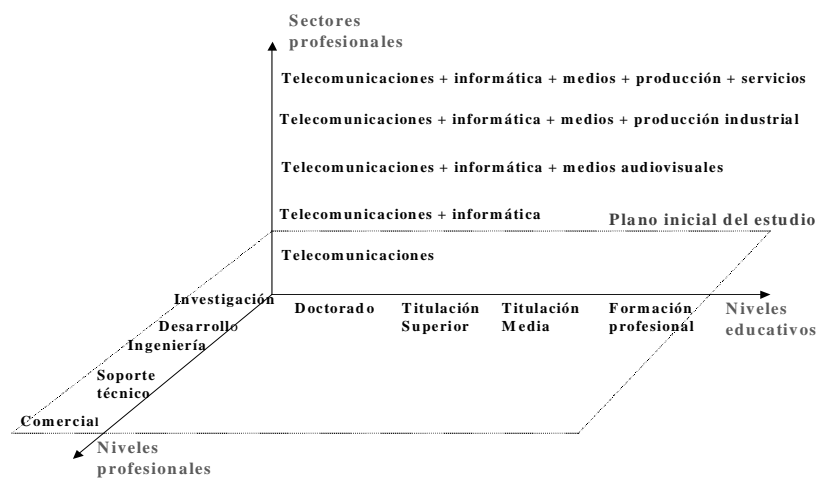 Sectores
profesionales
Telecomunicaciones + informática + medios + producción + servicios
Telecomunicaciones + informática + medios + producción industrial
Telecomunicaciones + informática + medios audiovisuales
Telecomunicaciones + informática
Plano inicial del estudio
Telecomunicaciones
Investigación
Desarrollo
Ingeniería
Soporte
técnico
Comercial
Doctorado
Titulación
Superior
Titulación
Media
Formación
profesional
Niveles
educativos
Niveles
profesionales